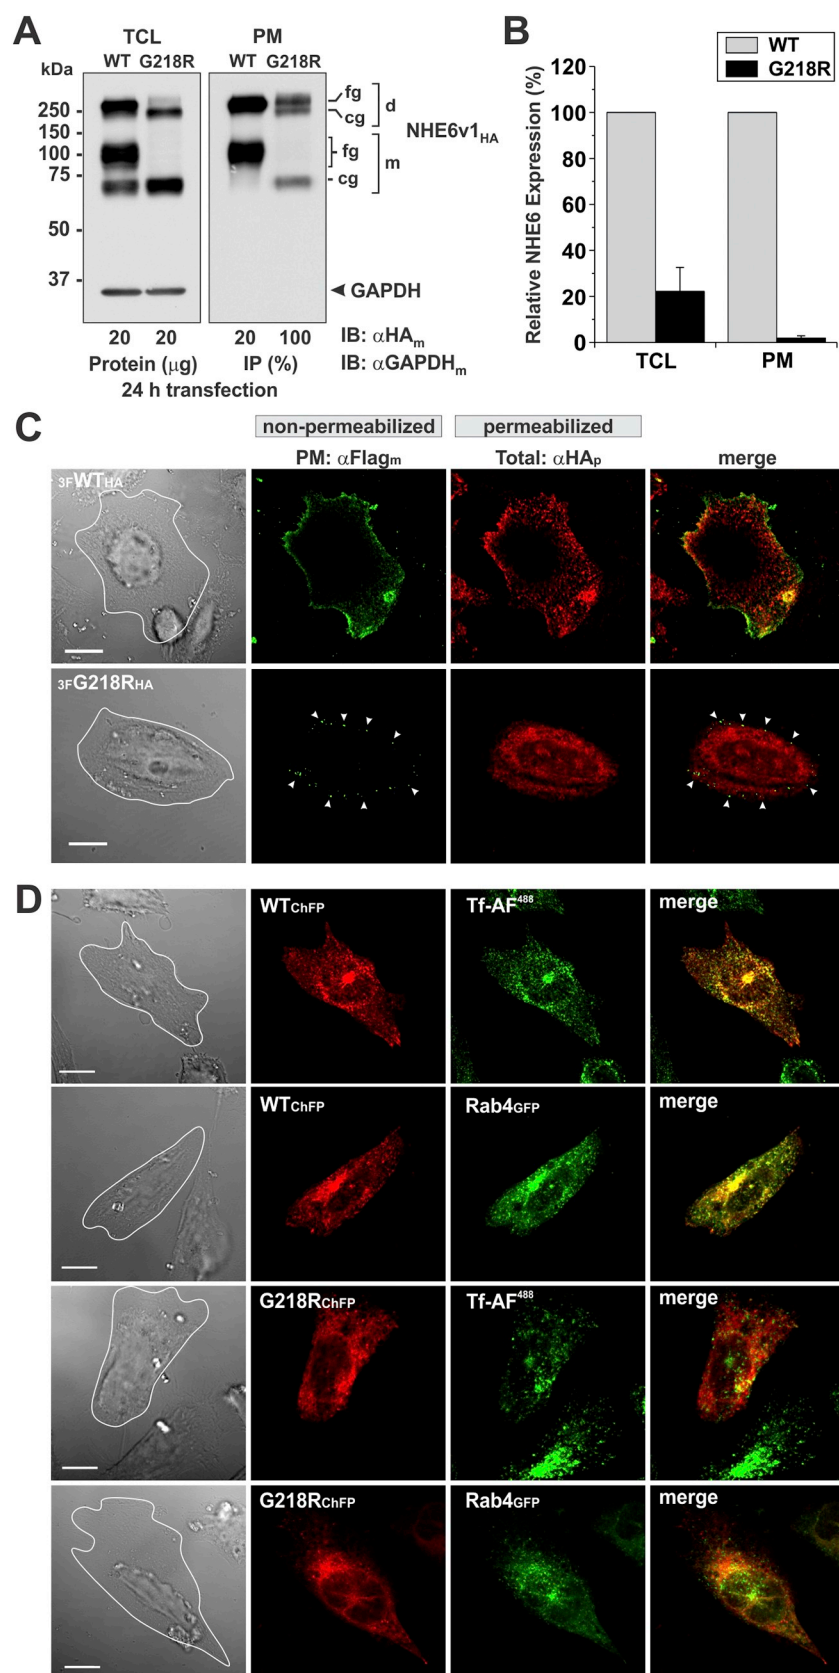 A
TCL PM
kDa WT G218R WT G218R
250
150
100
75
50
37
fg
cg
d
fg
cg
m
NHE6v1HA
GAPDH
20 20 20 100 IB: αHAm
Protein (μg) IP (%) IB: αGAPDHm
24 h transfection
B
WT
G218R
Relative NHE6 Expression (%)
120
100
80
60
40
20
0
TCL PM
C
non-permeabilized permeabilized
PM: αFlagm Total: αHAp merge
3FWTHA
3FG218RHA
D
WTChFP Tf-AF488 merge
WTChFP Rab4GFP merge
G218RChFP Tf-AF488 merge
G218RChFP Rab4GFP merge